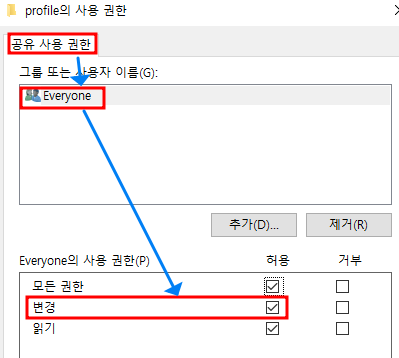 profile의 사용 권한
공유 사용 권한
그룹 또는 사용자 이름(G):
Everyone
추가(D)... 제거(R)
Everyone의 사용 권한(P) 허용 거부
모든 권한
변경
읽기